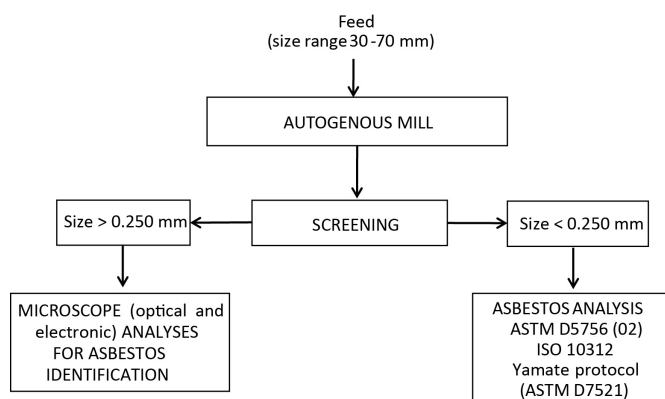 Feed
(size range 30 -70 mm)
AUTOGENOUS MILL
Size > 0.250 mm
SCREENING
Size < 0.250 mm
MICROSCOPE (optical and
electronic) ANALYSES
FOR ASBESTOS
IDENTIFICATION
ASBESTOS ANALYSIS
ASTM D5756 (02)
ISO 10312
Yamate protocol
(ASTM D7521)